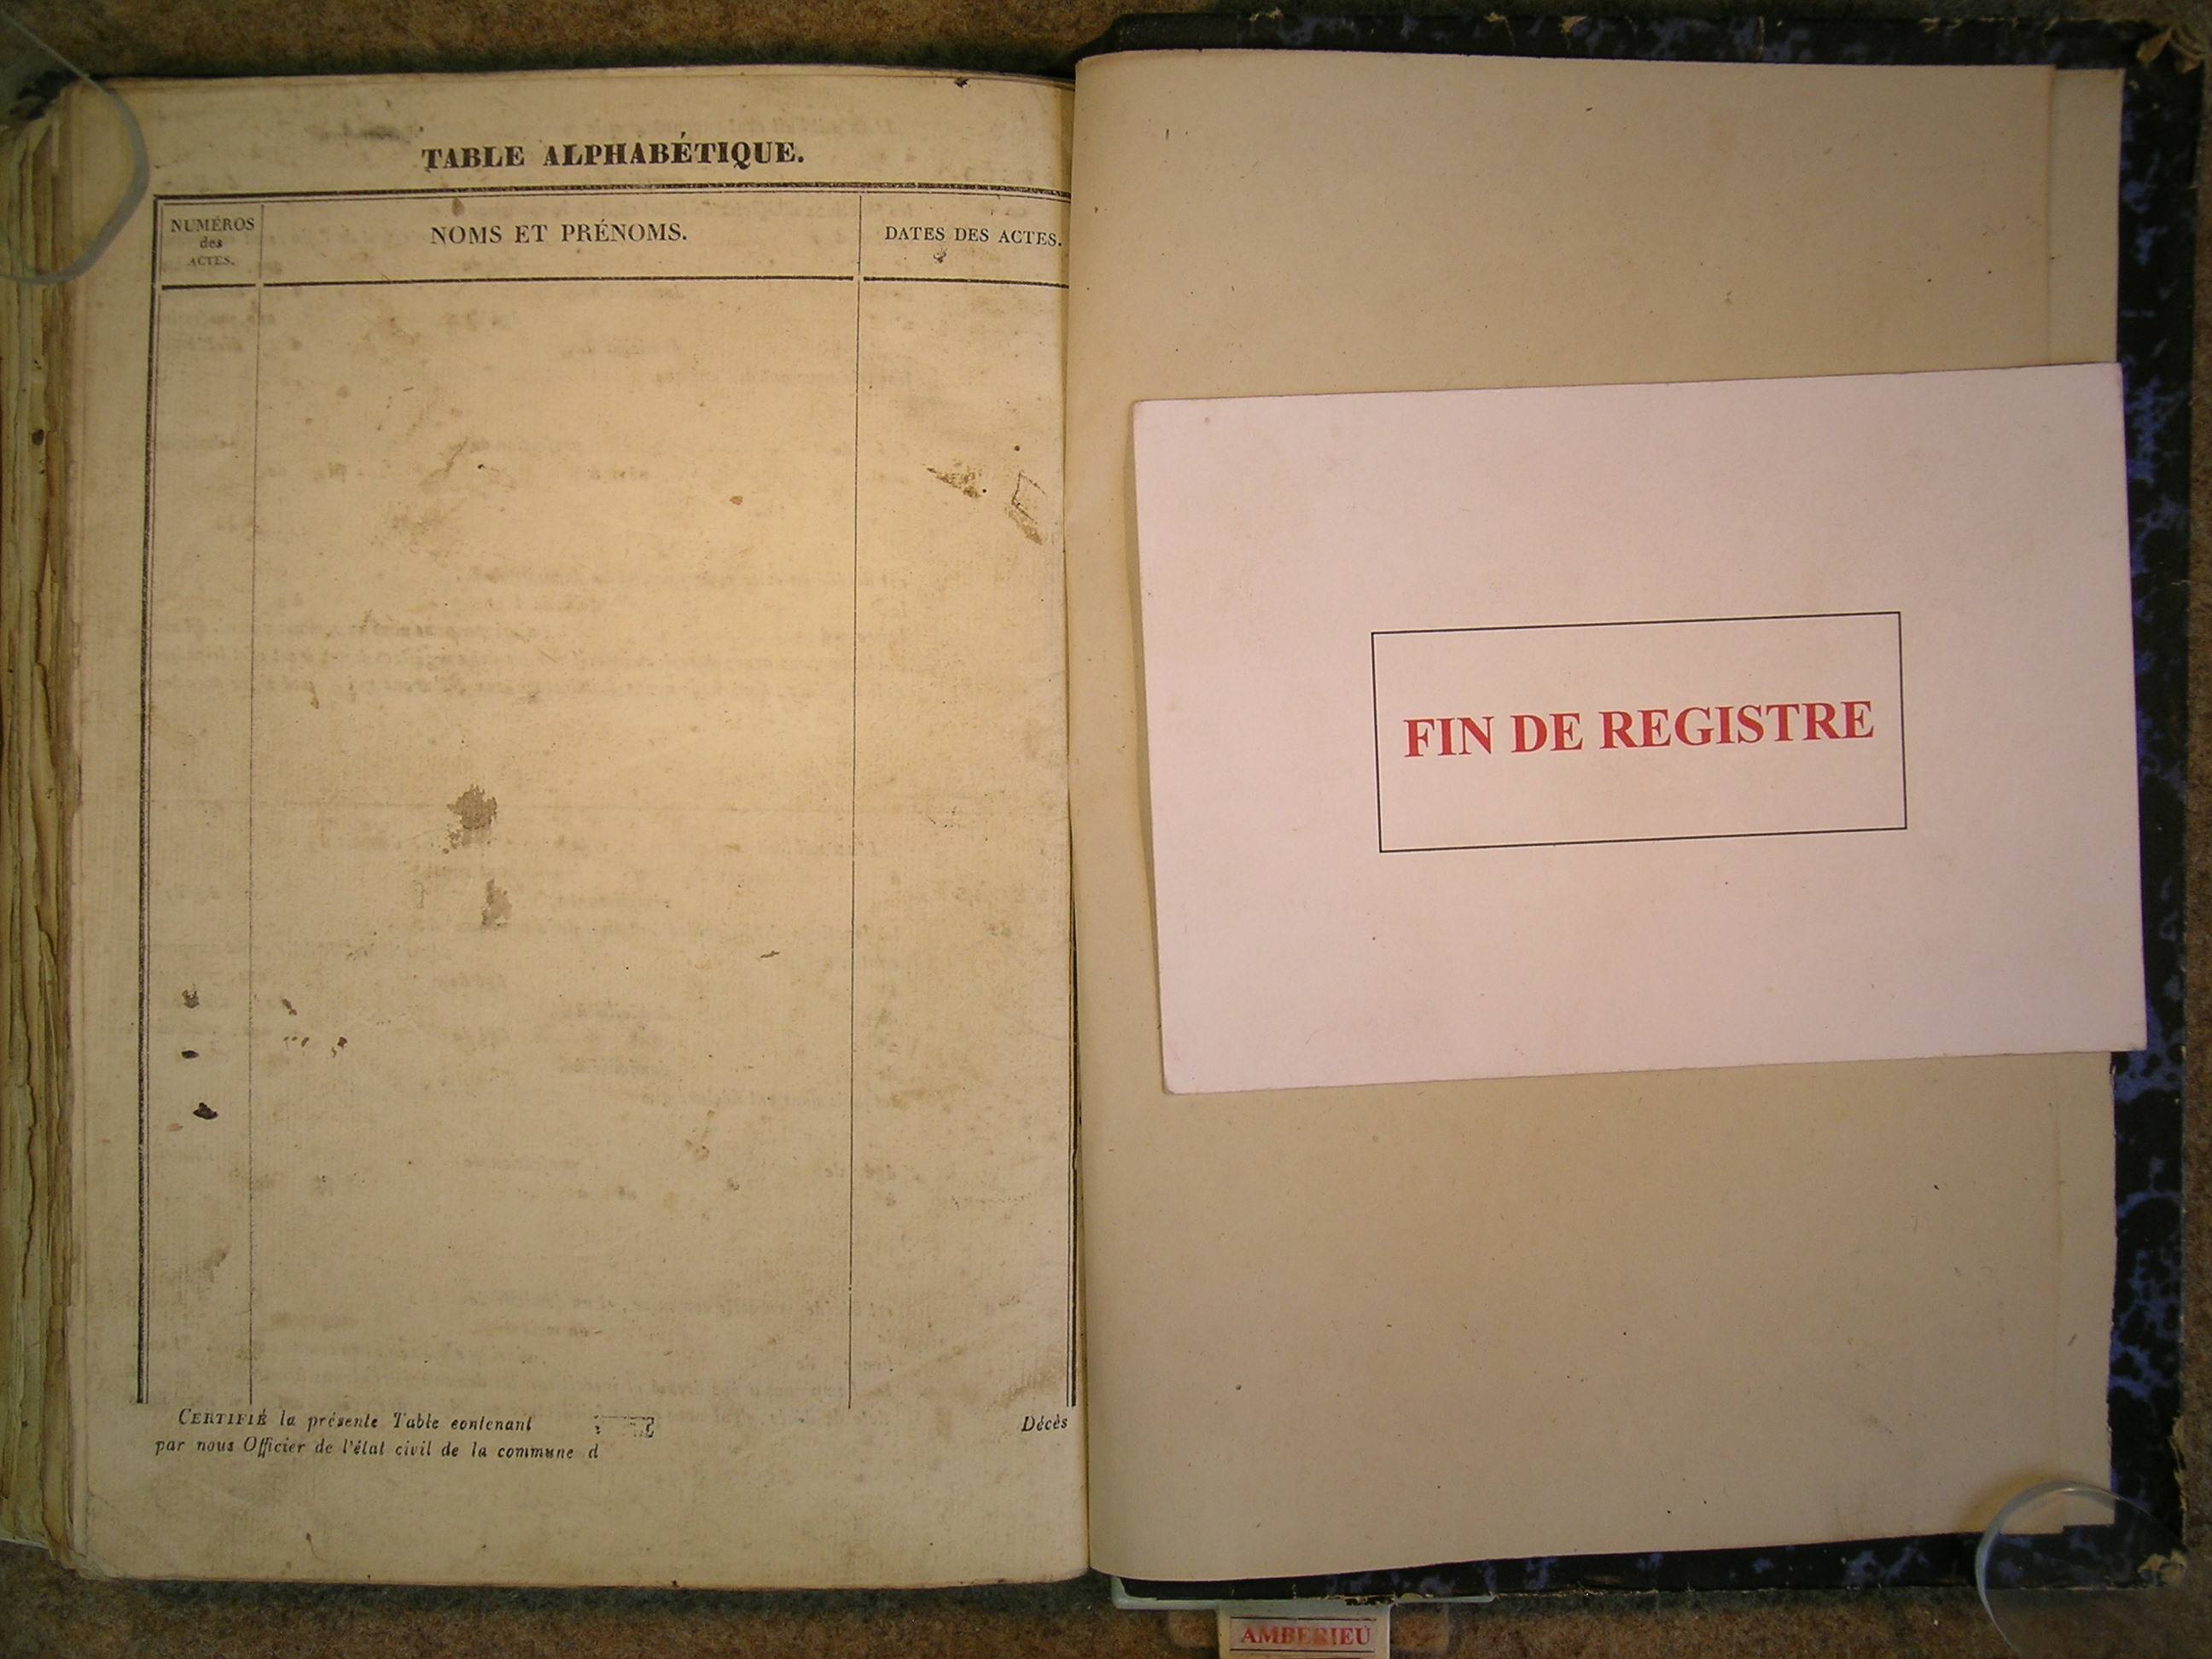 TABLE ALPHABÉTIQUE.
NUMÉROS
des
ACTES.
NOMS ET PRÉNOMS.
DATES DES ACTES.
CERTIFIÉ la présente Table contenant Décès
par nous Officier de l'état civil de la commune d
FIN DE REGISTRE
AMBERIEU